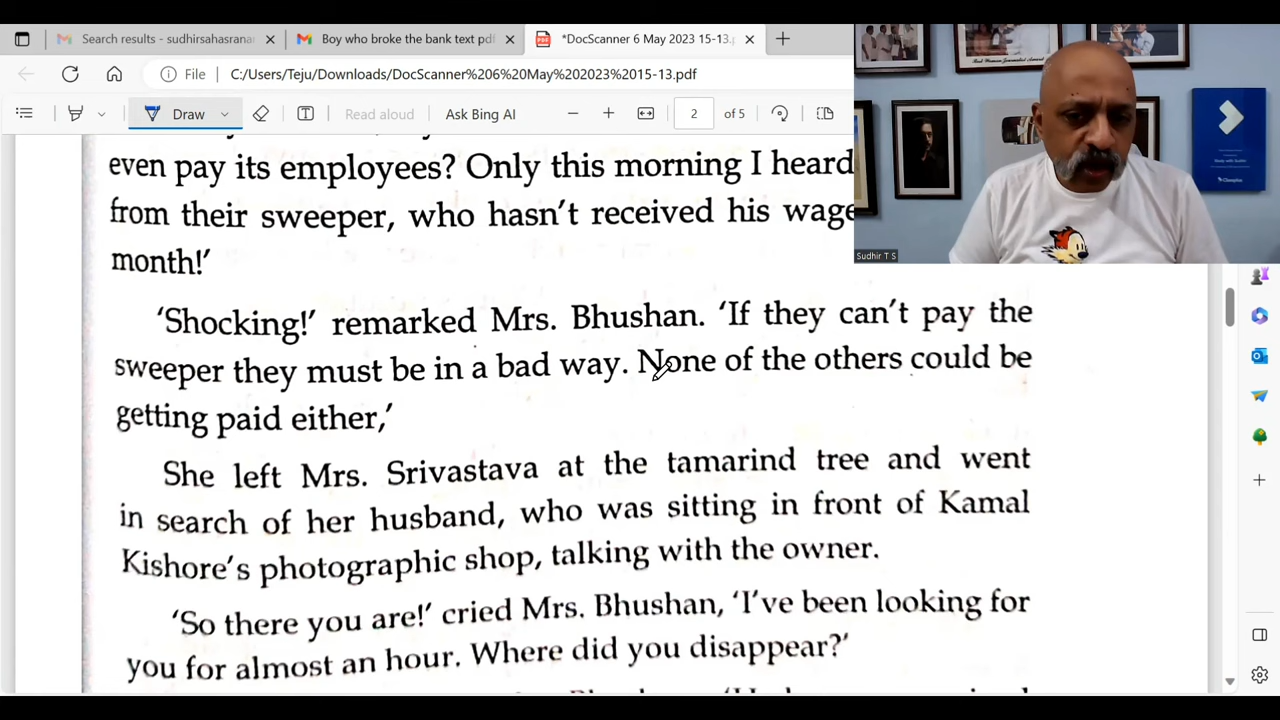 Search results - sudhirsahasrana
Boy who broke the bank text pdf
*DocScanner 6 May 2023 15-13.p
File
C:/Users/Teju/Downloads/DocScanner%206%20May%202023%2015-13.pdf
Draw
Read aloud
Ask Bing AI
2
of 5
even pay its employees? Only this morning I heard
from their sweeper, who hasn't received his wage
month!'
'Shocking!' remarked Mrs. Bhushan. 'If they can't pay the
sweeper they must be in a bad way. None of the others could be
getting paid either,'
She left Mrs. Srivastava at the tamarind tree and went
in search of her husband, who was sitting in front of Kamal
Kishore's photographic shop, talking with the owner.
'So there you are!' cried Mrs. Bhushan, 'I've been looking for
you for almost an hour. Where did you disappear?'
Sudhir T S